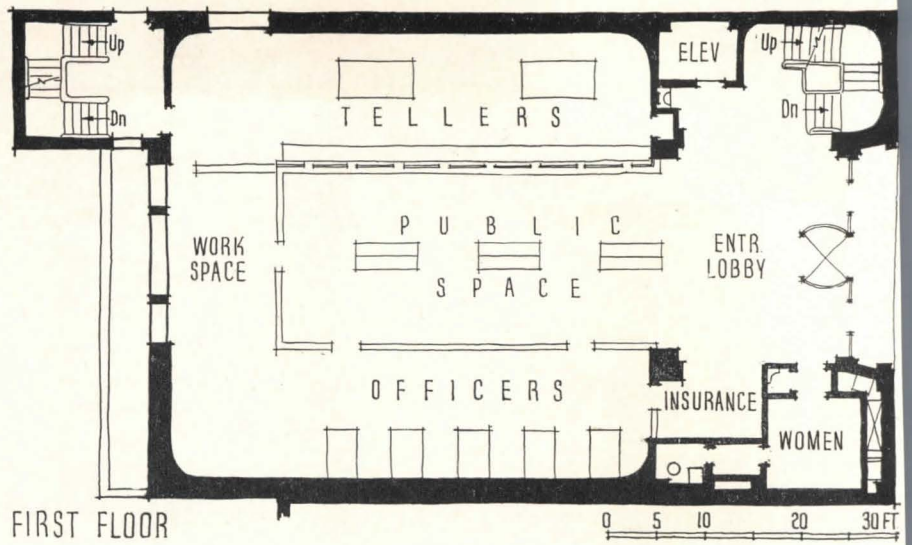 Up
Dn
ELEV
Up
Dn
TELLERS
PUBLIC
SPACE
WORK
SPACE
ENTR.
LOBBY
OFFICERS
INSURANCE
WOMEN
FIRST FLOOR
0 5 10 20 30 FT